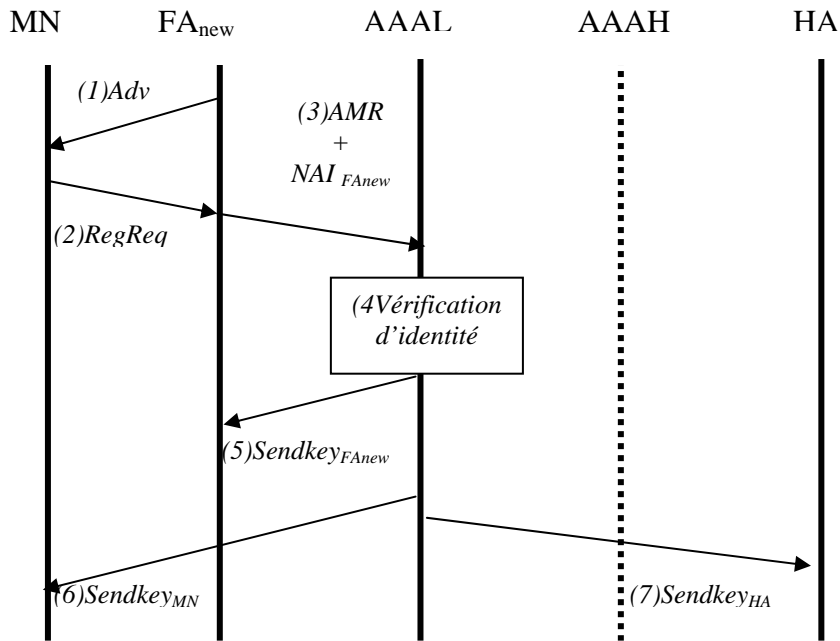 MN FAnew AAAL AAAH HA
(1)Adv
(3)AMR
+
NAI FAnew
(2)RegReq
(4Vérification
d'identité
(5)SendkeyFAnew
(6)SendkeyMN
(7)SendkeyHA